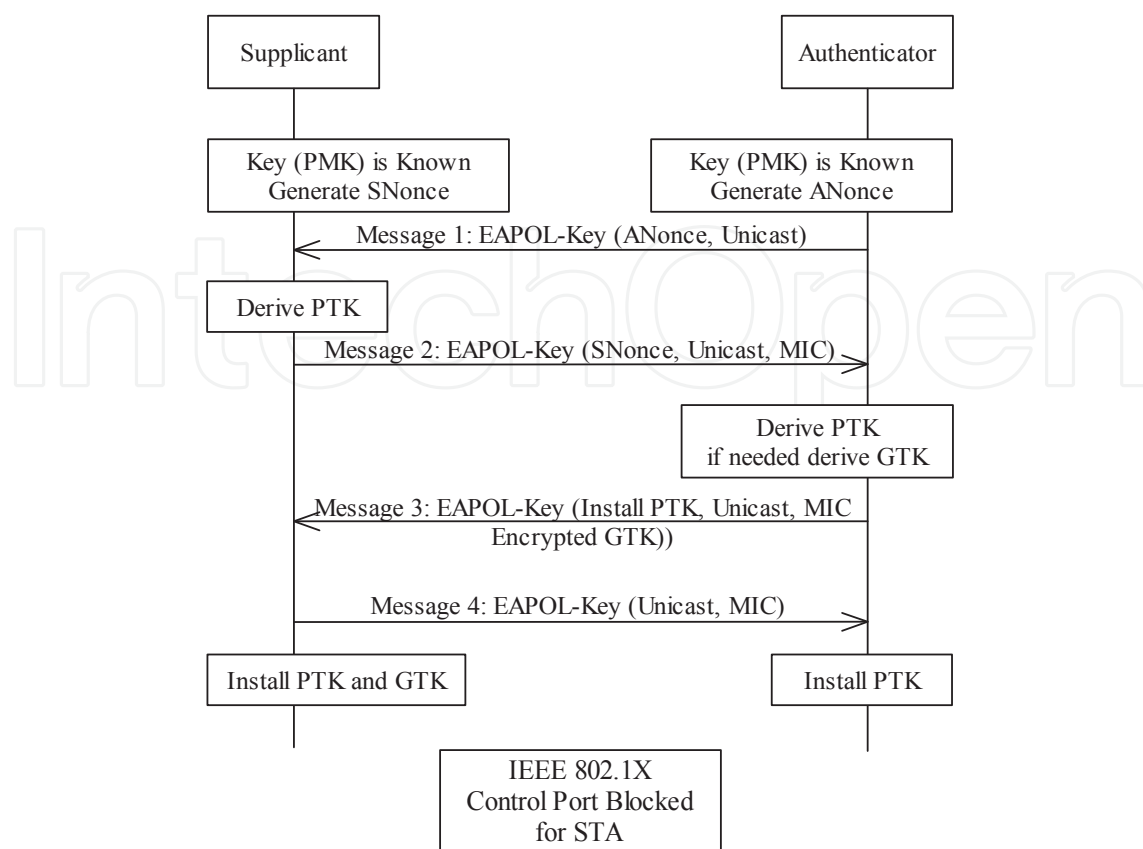 Supplicant
Authenticator
Key (PMK) is Known
Generate SNonce
Key (PMK) is Known
Generate ANonce
Message 1: EAPOL-Key (ANonce, Unicast)
IntechOpen
Derive PTK
Message 2: EAPOL-Key (SNonce, Unicast, MIC)
Derive PTK
if needed derive GTK
Message 3: EAPOL-Key (Install PTK, Unicast, MIC
Encrypted GTK))
Message 4: EAPOL-Key (Unicast, MIC)
Install PTK and GTK
Install PTK
IEEE 802.1X
Control Port Blocked
for STA